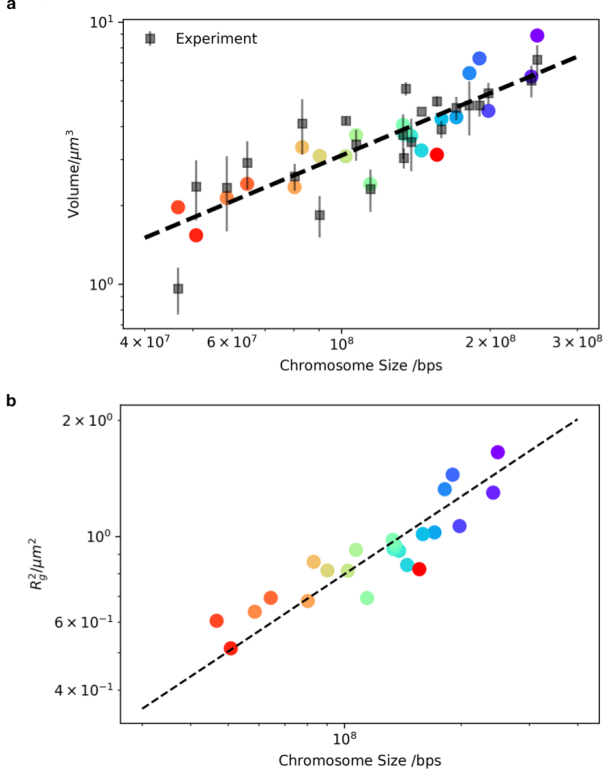 a
10¹
Experiment
Volume/μm³
10⁰
4 × 10⁷
6 × 10⁷
10⁸
2 × 10⁸
3 × 10⁸
Chromosome Size /bps
b
2 × 10⁰
10⁰
R_g²/μm²
6 × 10⁻¹
4 × 10⁻¹
10⁸
Chromosome Size /bps